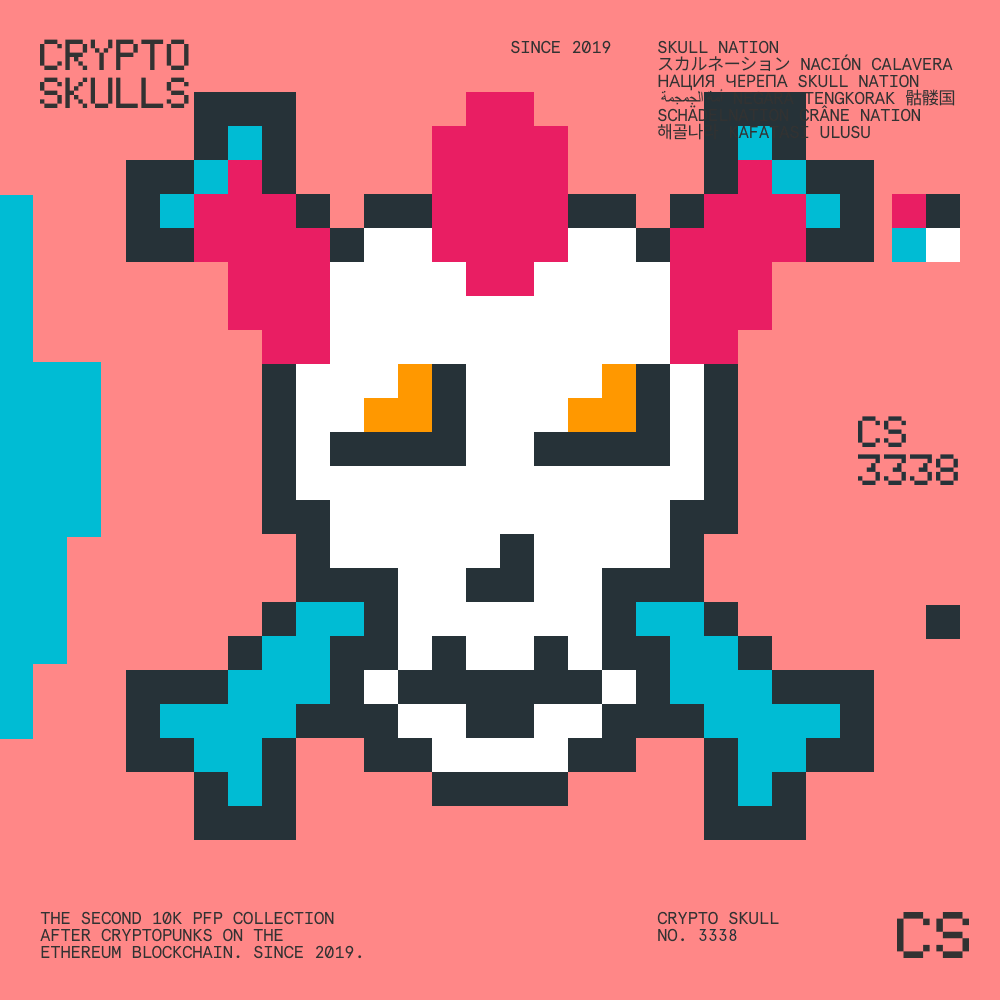 CRYPTO
SKULLS
SINCE 2019
SKULL NATION
スカルネーション NACIÓN CALAVERA
НАЦИЯ ЧЕРЕПА SKULL NATION
TENGKORAK 骷髅国
CRÂNE NATION
ULUSU
CS
3338
THE SECOND 10K PFP COLLECTION
AFTER CRYPTOPUNKS ON THE
ETHEREUM BLOCKCHAIN. SINCE 2019.
CRYPTO SKULL
NO. 3338
CS